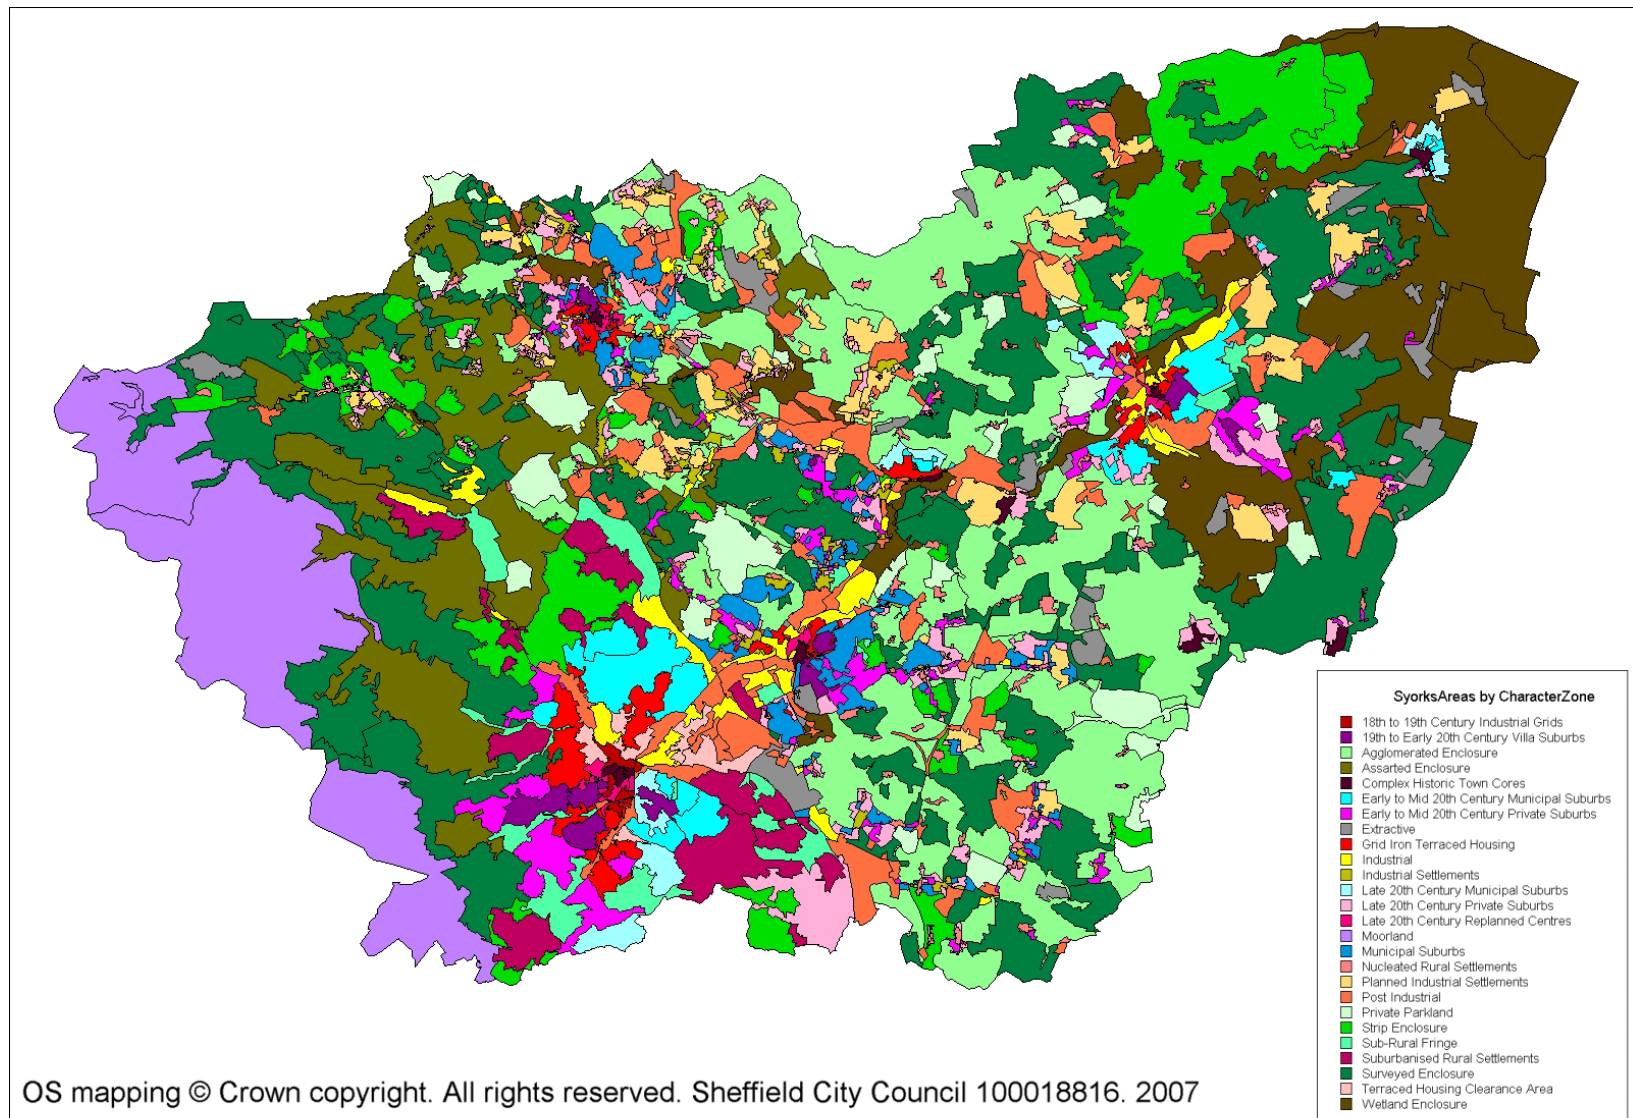 SyorksAreas by CharacterZone
18th to 19th Century Industrial Grids
19th to Early 20th Century Villa Suburbs
Agglomerated Enclosure
Assarted Enclosure
Complex Historic Town Cores
Early to Mid 20th Century Municipal Suburbs
Early to Mid 20th Century Private Suburbs
Extractive
Grid Iron Terraced Housing
Industrial
Industrial Settlements
Late 20th Century Municipal Suburbs
Late 20th Century Private Suburbs
Late 20th Century Replanned Centres
Moorland
Municipal Suburbs
Nucleated Rural Settlements
Planned Industrial Settlements
Post Industrial
Private Parkland
Strip Enclosure
Sub-Rural Fringe
Suburbanised Rural Settlements
Surveyed Enclosure
Terraced Housing Clearance Area
Wetland Enclosure
OS mapping © Crown copyright. All rights reserved. Sheffield City Council 100018816. 2007